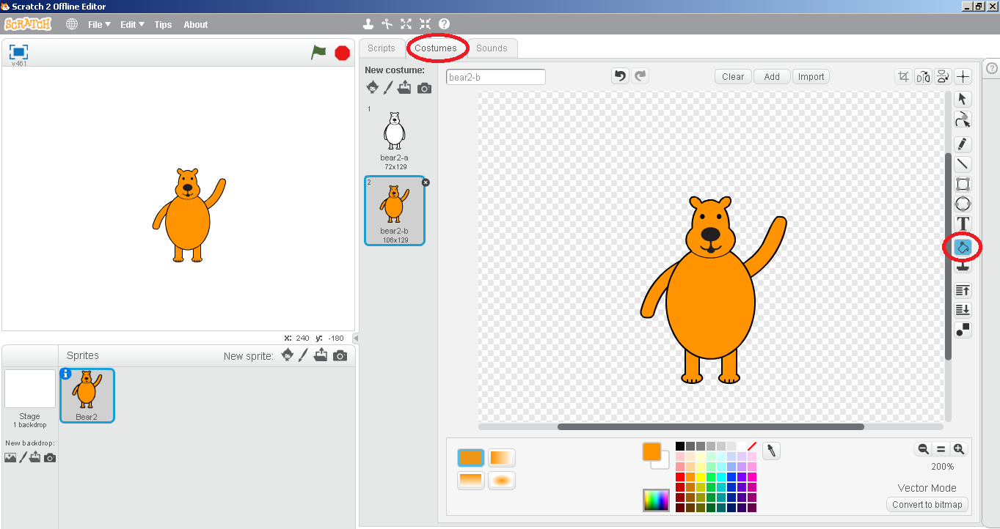 Scratch 2 Offline Editor
SCRATCH File Edit Tips About
v461
Scripts Costumes Sounds
New costume:
bear2-b
Clear Add Import
1
bear2-a
72x129
2
bear2-b
106x129
T
x: 240 y: -180
Sprites New sprite:
Bear2
Stage
1 backdrop
New backdrop:
200%
Vector Mode
Convert to bitmap